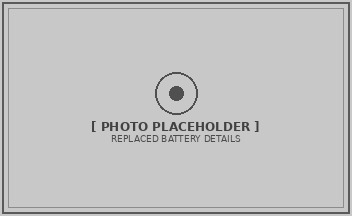 [ PHOTO PLACEHOLDER ]
REPLACED BATTERY DETAILS